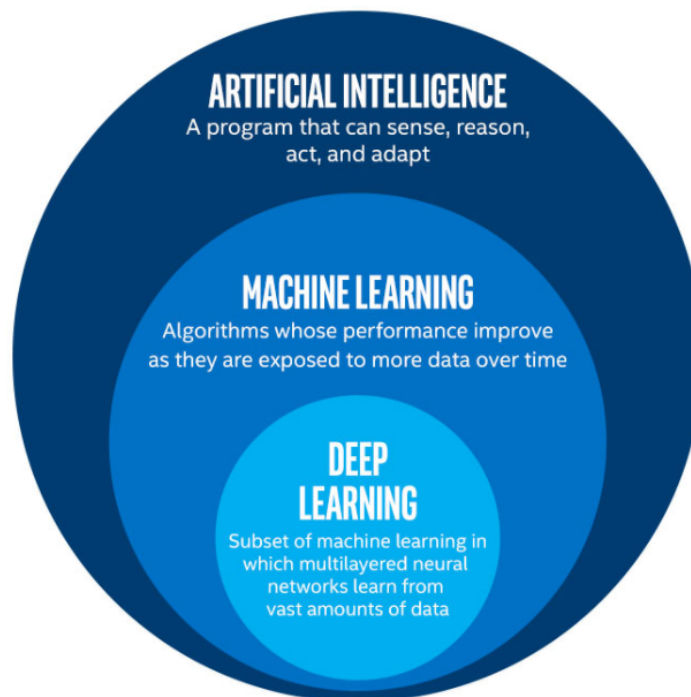 ARTIFICIAL INTELLIGENCE
A program that can sense, reason,
act, and adapt
MACHINE LEARNING
Algorithms whose performance improve
as they are exposed to more data over time
DEEP
LEARNING
Subset of machine learning in
which multilayered neural
networks learn from
vast amounts of data